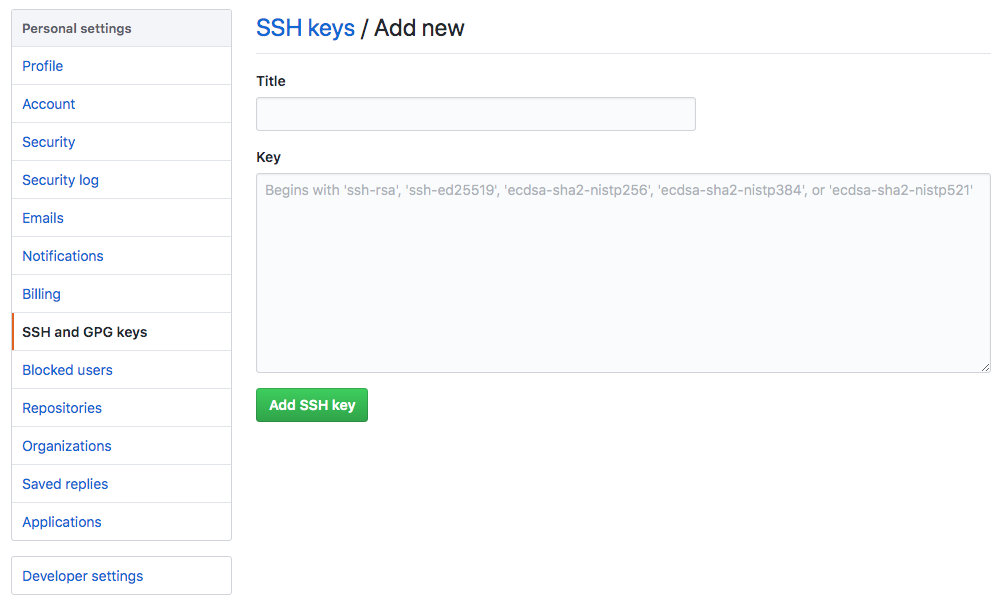 Personal settings
Profile
Account
Security
Security log
Emails
Notifications
Billing
SSH and GPG keys
Blocked users
Repositories
Organizations
Saved replies
Applications
Developer settings
SSH keys / Add new
Title
Key
Begins with 'ssh-rsa', 'ssh-ed25519', 'ecdsa-sha2-nistp256', 'ecdsa-sha2-nistp384', or 'ecdsa-sha2-nistp521'
Add SSH key